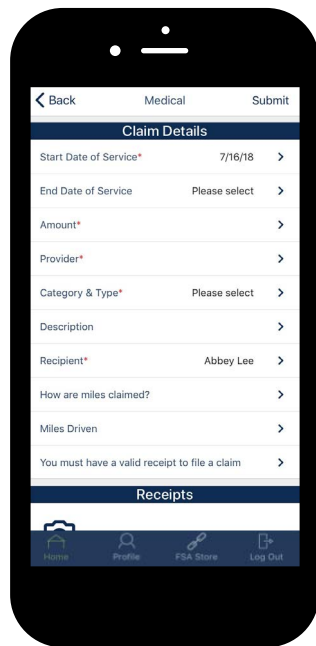 Back Medical Submit
Claim Details
Start Date of Service* 7/16/18
End Date of Service Please select
Amount*
Provider*
Category & Type* Please select
Description
Recipient* Abbey Lee
How are miles claimed?
Miles Driven
You must have a valid receipt to file a claim
Receipts
Home Profile FSA Store Log Out